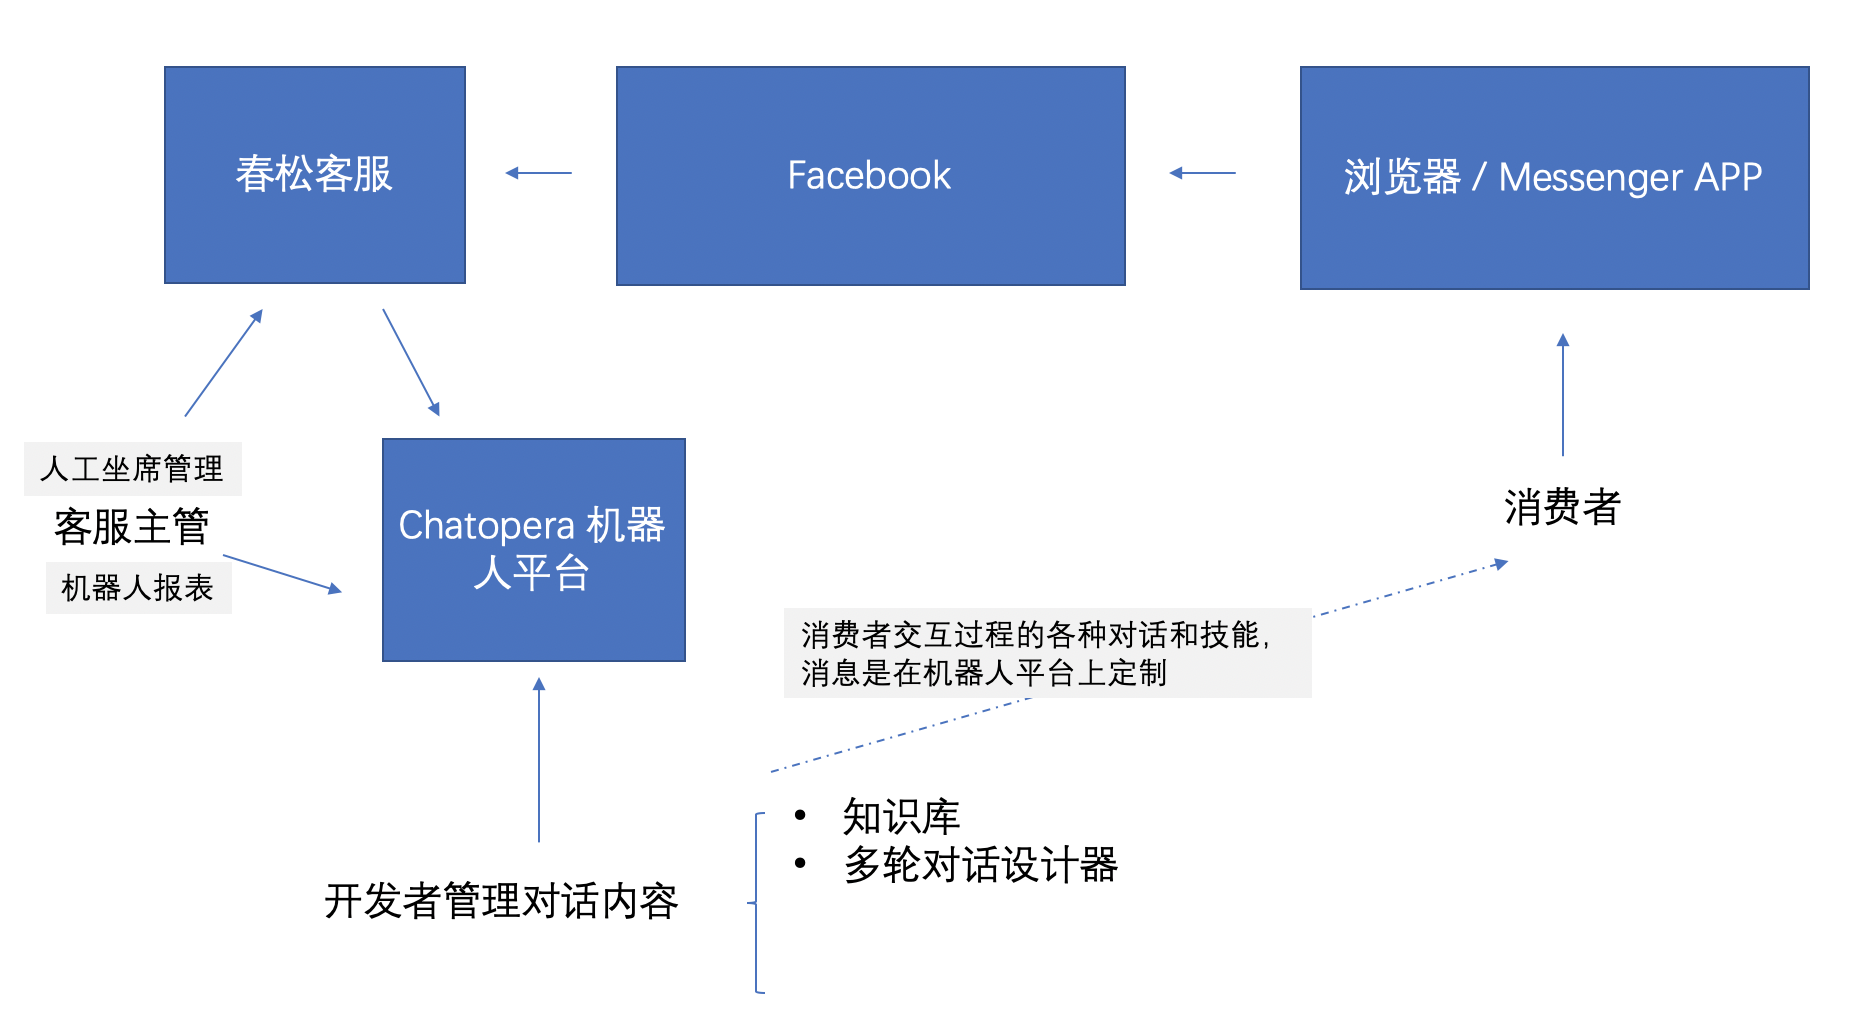 春松客服
Facebook
浏览器 / Messenger APP
人工坐席管理
客服主管
机器人报表
Chatopera 机器
人平台
消费者
消费者交互过程的各种对话和技能，
消息是在机器人平台上定制
• 知识库
• 多轮对话设计器
开发者管理对话内容